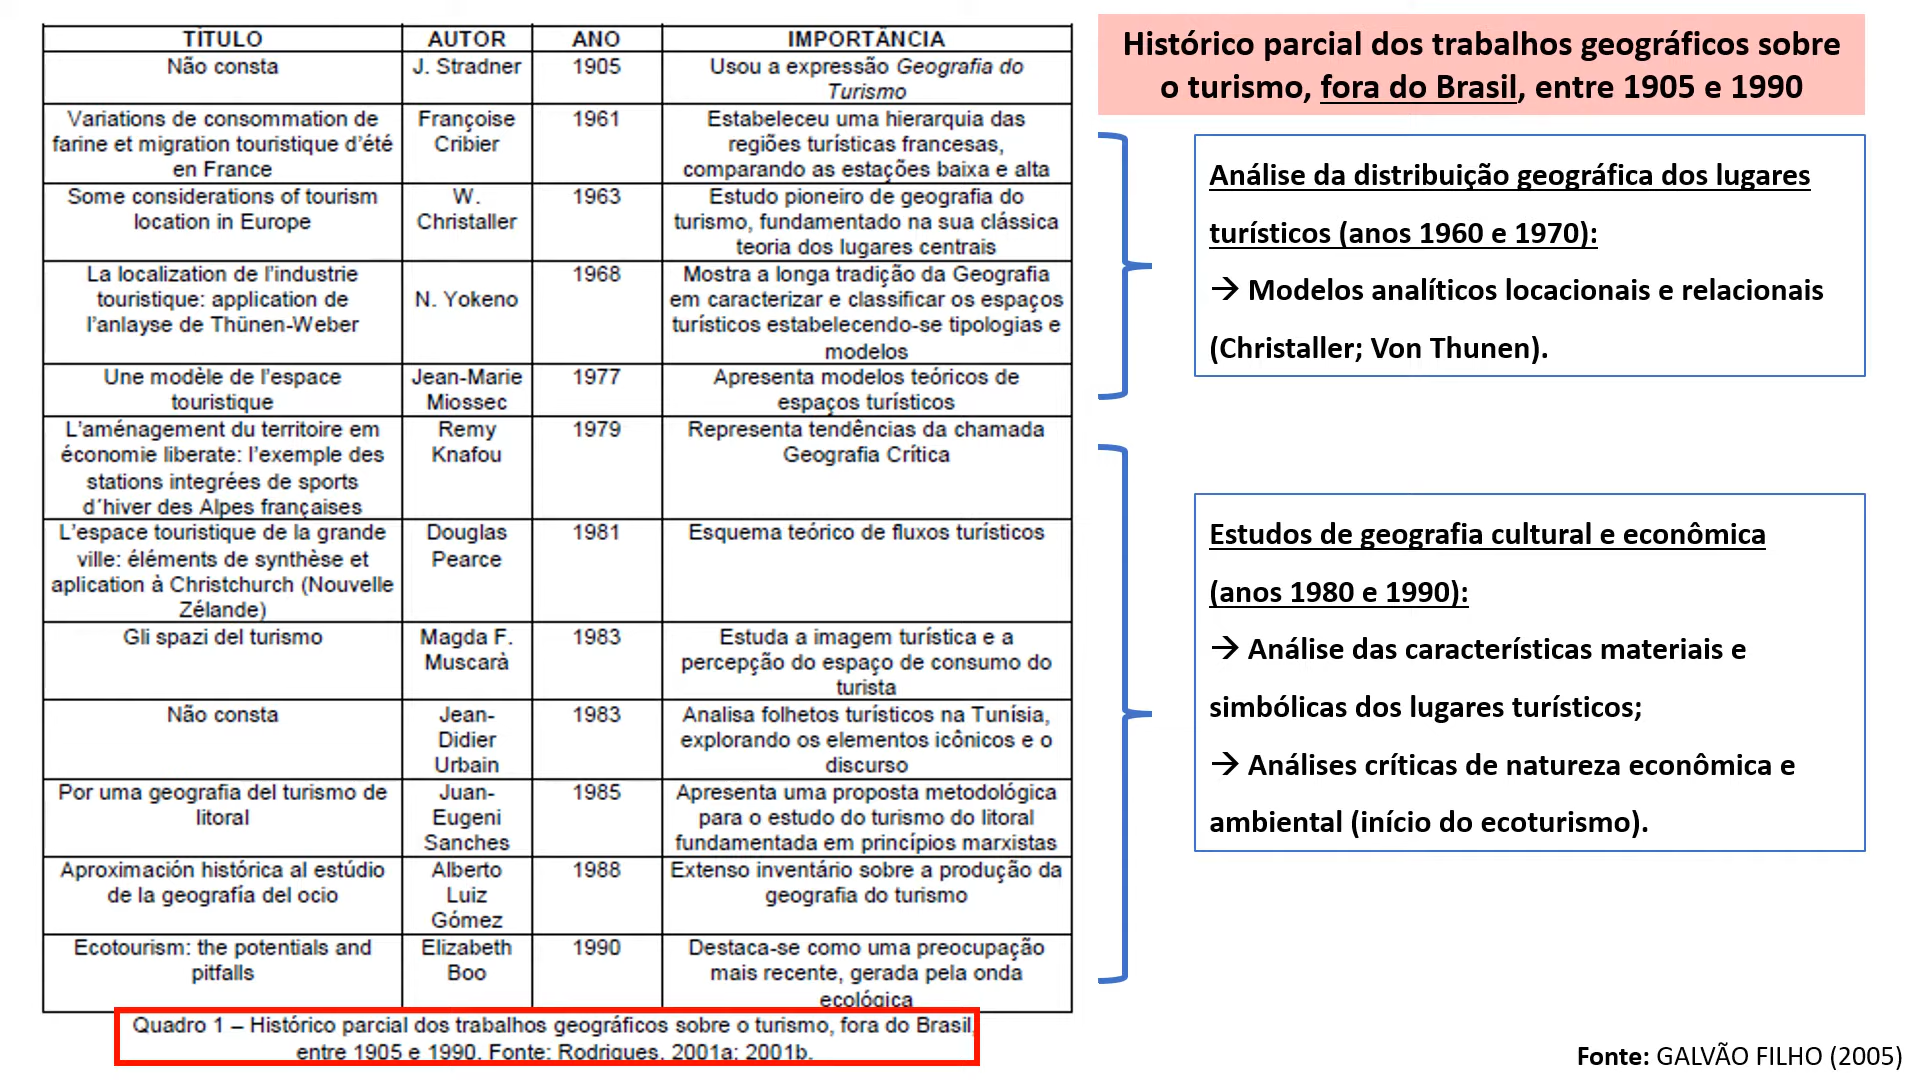 TÍTULO AUTOR ANO IMPORTÂNCIA
Não consta J. Stradner 1905 Usou a expressão Geografia do
Turismo
Variations de consommation de Françoise 1961 Estabeleceu uma hierarquia das
farine et migration touristique d'été Cribier regiões turísticas francesas,
en France comparando as estações baixa e alta
Some considerations of tourism W. 1963 Estudo pioneiro de geografia do
location in Europe Christaller turismo, fundamentado na sua clássica
teoria dos lugares centrais
La localization de l'industrie 1968 Mostra a longa tradição da Geografia
touristique: application de N. Yokeno em caracterizar e classificar os espaços
l'anlayse de Thünen-Weber turísticos estabelecendo-se tipologias e
modelos
Une modèle de l'espace Jean-Marie 1977 Apresenta modelos teóricos de
touristique Miossec espaços turísticos
L'aménagement du territoire em Remy 1979 Representa tendências da chamada
économie liberate: l'exemple des Knafou Geografia Crítica
stations integrées de sports
d´hiver des Alpes françaises
L'espace touristique de la grande Douglas 1981 Esquema teórico de fluxos turísticos
ville: éléments de synthèse et Pearce
aplication à Christchurch (Nouvelle
Zélande)
Gli spazi del turismo Magda F. 1983 Estuda a imagem turística e a
Muscarà percepção do espaço de consumo do
turista
Não consta Jean- 1983 Analisa folhetos turísticos na Tunísia,
Didier explorando os elementos icônicos e o
Urbain discurso
Por uma geografia del turismo de Juan- 1985 Apresenta uma proposta metodológica
litoral Eugeni para o estudo do turismo do litoral
Sanches fundamentada em princípios marxistas
Aproximación histórica al estúdio Alberto 1988 Extenso inventário sobre a produção da
de la geografía del ocio Luiz geografia do turismo
Gómez
Ecotourism: the potentials and Elizabeth 1990 Destaca-se como uma preocupação
pitfalls Boo mais recente, gerada pela onda
ecológica
Quadro 1 – Histórico parcial dos trabalhos geográficos sobre o turismo, fora do Brasil,
entre 1905 e 1990. Fonte: Rodrigues, 2001a; 2001b.
Histórico parcial dos trabalhos geográficos sobre
o turismo, fora do Brasil, entre 1905 e 1990
Análise da distribuição geográfica dos lugares
turísticos (anos 1960 e 1970):
→ Modelos analíticos locacionais e relacionais
(Christaller; Von Thunen).
Estudos de geografia cultural e econômica
(anos 1980 e 1990):
→ Análise das características materiais e
simbólicas dos lugares turísticos;
→ Análises críticas de natureza econômica e
ambiental (início do ecoturismo).
Fonte: GALVÃO FILHO (2005)